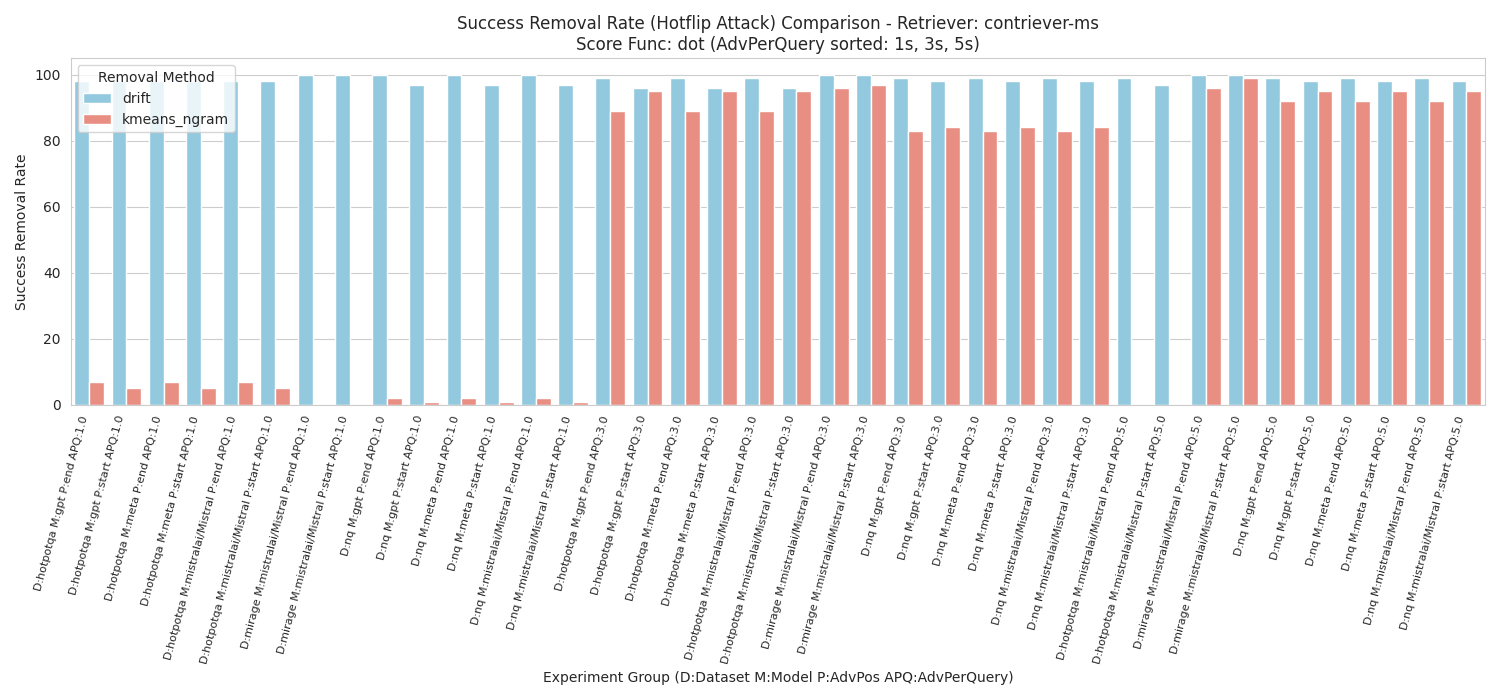 Success Removal Rate (Hotflip Attack) Comparison - Retriever: contriever-ms
Score Func: dot (AdvPerQuery sorted: 1s, 3s, 5s)
Removal Method
drift
kmeans_ngram
Success Removal Rate
100
80
60
40
20
0
D:hotpotqa M:gpt P:end APQ:1.0
D:hotpotqa M:gpt P:start APQ:1.0
D:hotpotqa M:meta P:end APQ:1.0
D:hotpotqa M:meta P:start APQ:1.0
D:hotpotqa M:mistralai/Mistral P:end APQ:1.0
D:hotpotqa M:mistralai/Mistral P:start APQ:1.0
D:mirage M:mistralai/Mistral P:end APQ:1.0
D:mirage M:mistralai/Mistral P:start APQ:1.0
D:nq M:gpt P:end APQ:1.0
D:nq M:gpt P:start APQ:1.0
D:nq M:meta P:end APQ:1.0
D:nq M:meta P:start APQ:1.0
D:nq M:mistralai/Mistral P:end APQ:1.0
D:nq M:mistralai/Mistral P:start APQ:1.0
D:hotpotqa M:gpt P:end APQ:3.0
D:hotpotqa M:gpt P:start APQ:3.0
D:hotpotqa M:meta P:end APQ:3.0
D:hotpotqa M:meta P:start APQ:3.0
D:hotpotqa M:mistralai/Mistral P:end APQ:3.0
D:hotpotqa M:mistralai/Mistral P:start APQ:3.0
D:mirage M:mistralai/Mistral P:end APQ:3.0
D:mirage M:mistralai/Mistral P:start APQ:3.0
D:nq M:gpt P:end APQ:3.0
D:nq M:gpt P:start APQ:3.0
D:nq M:meta P:end APQ:3.0
D:nq M:meta P:start APQ:3.0
D:nq M:mistralai/Mistral P:end APQ:3.0
D:nq M:mistralai/Mistral P:start APQ:3.0
D:hotpotqa M:mistralai/Mistral P:end APQ:5.0
D:hotpotqa M:mistralai/Mistral P:start APQ:5.0
D:mirage M:mistralai/Mistral P:end APQ:5.0
D:mirage M:mistralai/Mistral P:start APQ:5.0
D:nq M:gpt P:end APQ:5.0
D:nq M:gpt P:start APQ:5.0
D:nq M:meta P:end APQ:5.0
D:nq M:meta P:start APQ:5.0
D:nq M:mistralai/Mistral P:end APQ:5.0
D:nq M:mistralai/Mistral P:start APQ:5.0
Experiment Group (D:Dataset M:Model P:AdvPos APQ:AdvPerQuery)